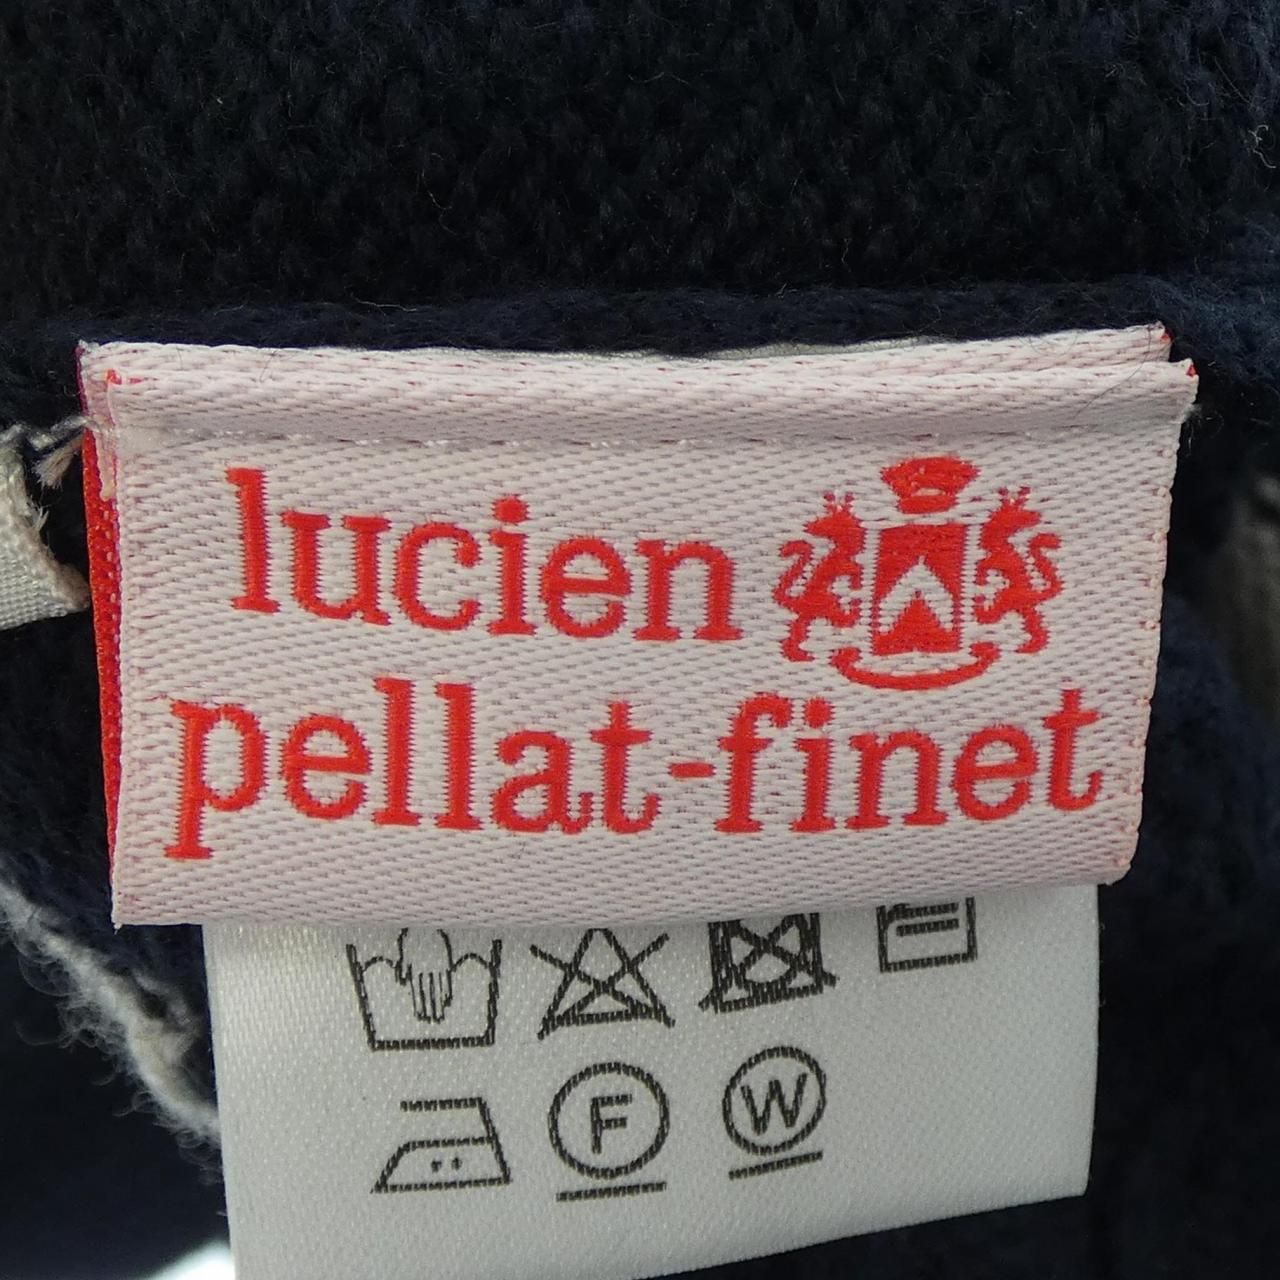 lucien
pellat-finet
F W